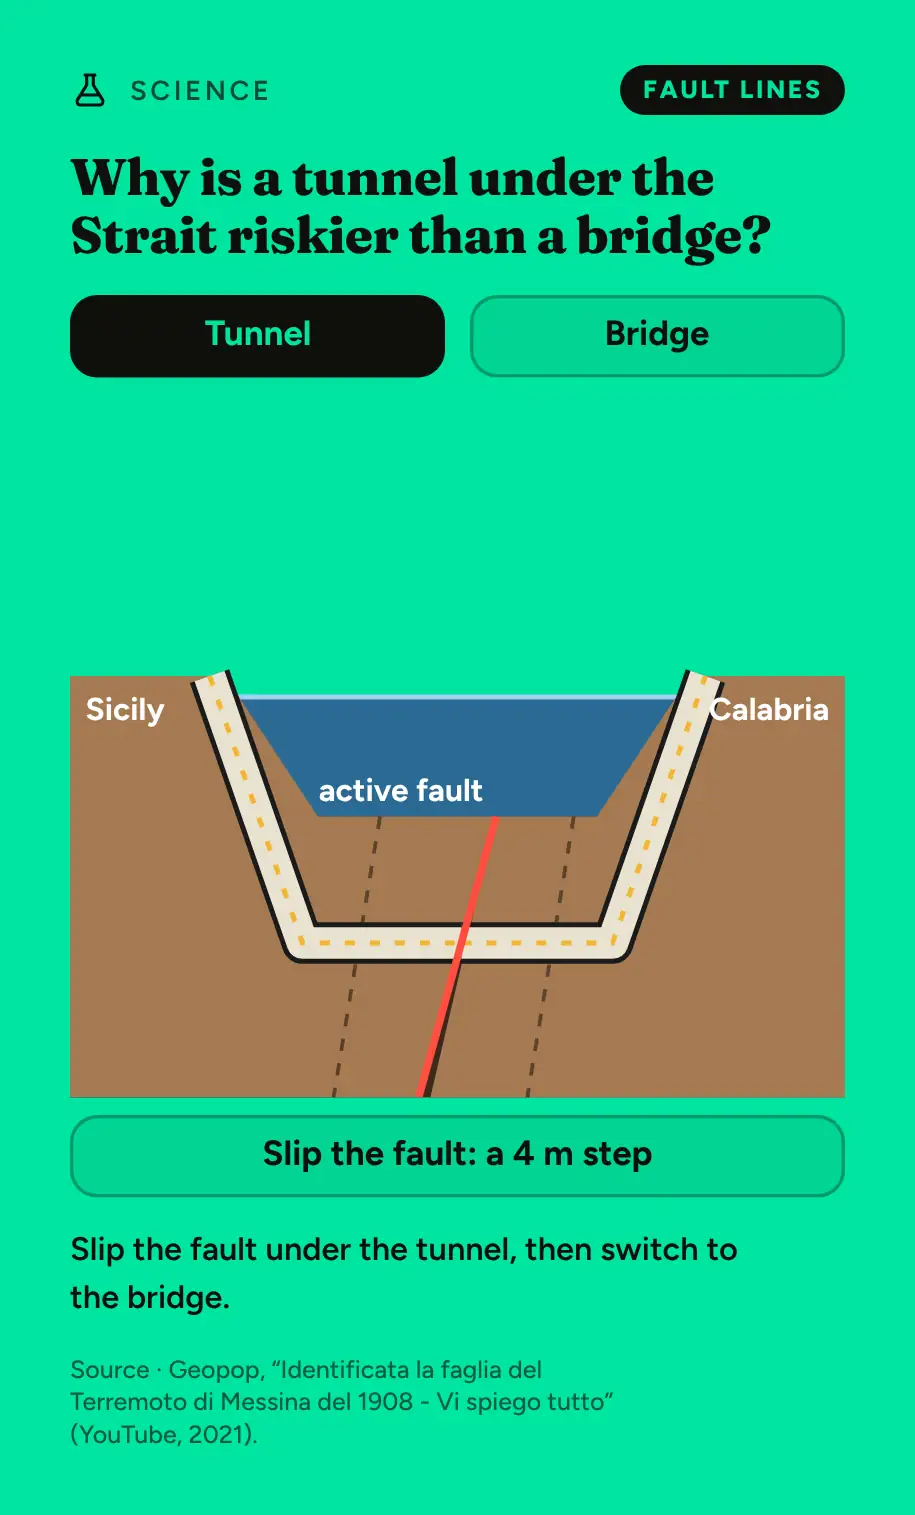 SCIENCE
FAULT LINES
Why is a tunnel under the
Strait riskier than a bridge?
Tunnel
Bridge
Sicily
Calabria
active fault
Slip the fault: a 4 m step
Slip the fault under the tunnel, then switch to
the bridge.
Source · Geopop, “Identificata la faglia del
Terremoto di Messina del 1908 - Vi spiego tutto”
(YouTube, 2021).